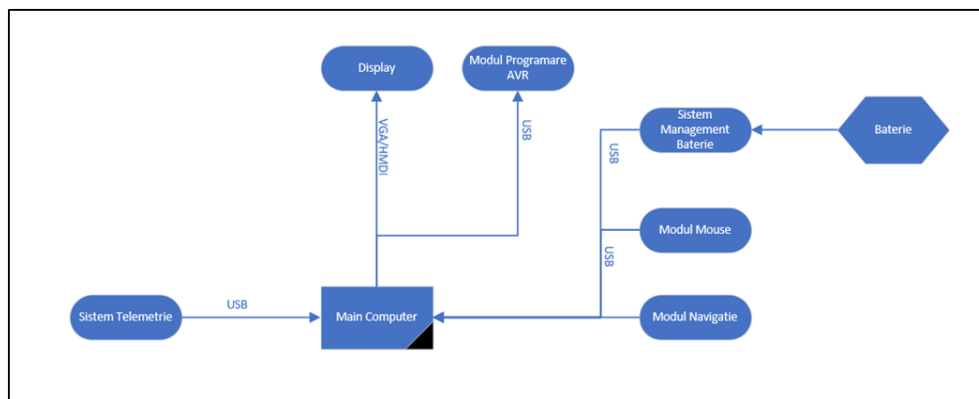 Display
Modul Programare
AVR
VGA/HMDI
USB
Sistem
Management
Baterie
Baterie
USB
Modul Mouse
USB
Sistem Telemetrie
USB
Main Computer
Modul Navigatie